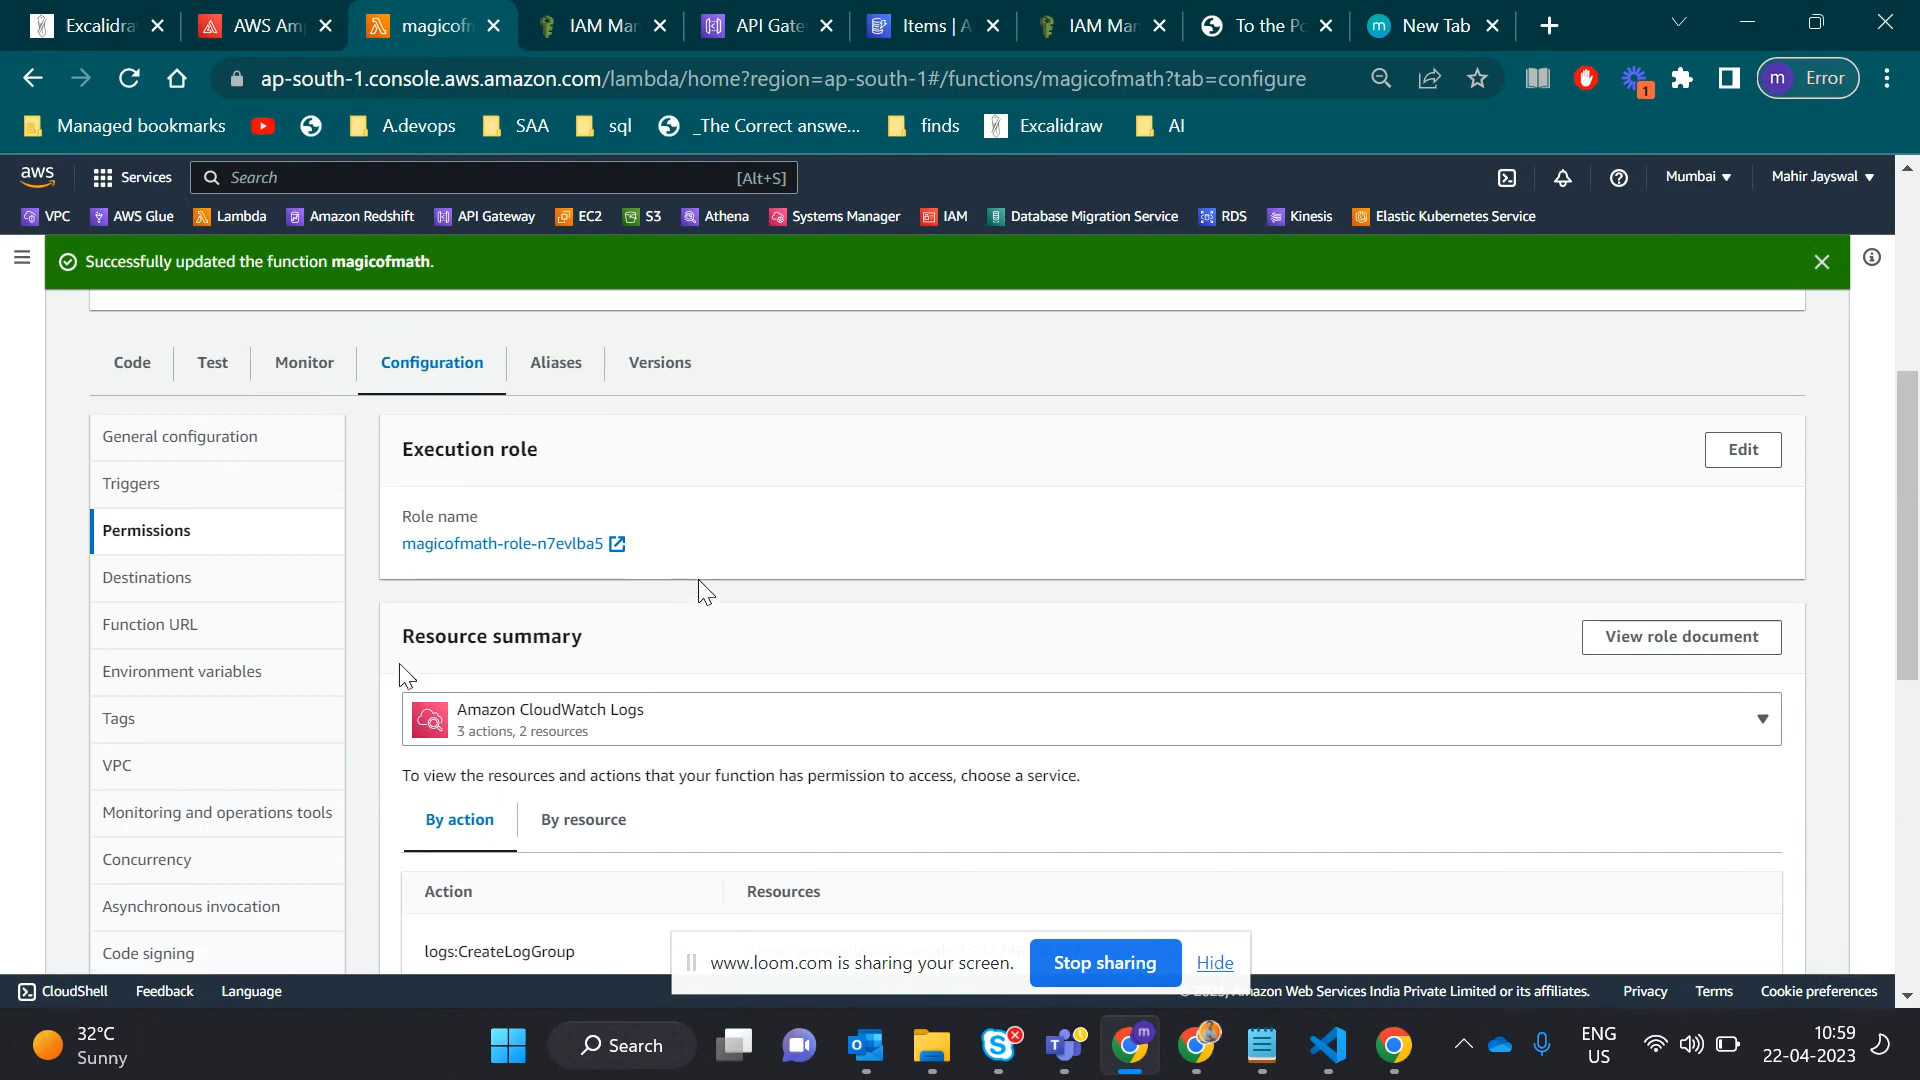 Excalidra
AWS Am
magicofm
IAM Man
API Gate
Items | A
IAM Man
To the Po
New Tab
ap-south-1.console.aws.amazon.com/lambda/home?region=ap-south-1#/functions/magicofmath?tab=configure
m Error
1
Managed bookmarks
A.devops
SAA
sql
_The Correct answe...
finds
Excalidraw
AI
aws
Services
Search
[Alt+S]
Mumbai
Mahir Jayswal
VPC
AWS Glue
Lambda
Amazon Redshift
API Gateway
EC2
S3
Athena
Systems Manager
IAM
Database Migration Service
RDS
Kinesis
Elastic Kubernetes Service
Successfully updated the function magicofmath.
Code
Test
Monitor
Configuration
Aliases
Versions
General configuration
Triggers
Permissions
Destinations
Function URL
Environment variables
Tags
VPC
Monitoring and operations tools
Concurrency
Asynchronous invocation
Code signing
Execution role
Edit
Role name
magicofmath-role-n7evlba5
Resource summary
View role document
Amazon CloudWatch Logs
3 actions, 2 resources
To view the resources and actions that your function has permission to access, choose a service.
By action
By resource
Action
Resources
logs:CreateLogGroup
www.loom.com is sharing your screen.
Stop sharing
Hide
CloudShell
Feedback
Language
Amazon Web Services India Private Limited or its affiliates.
Privacy
Terms
Cookie preferences
32°C
Sunny
Search
ENG
US
10:59
22-04-2023